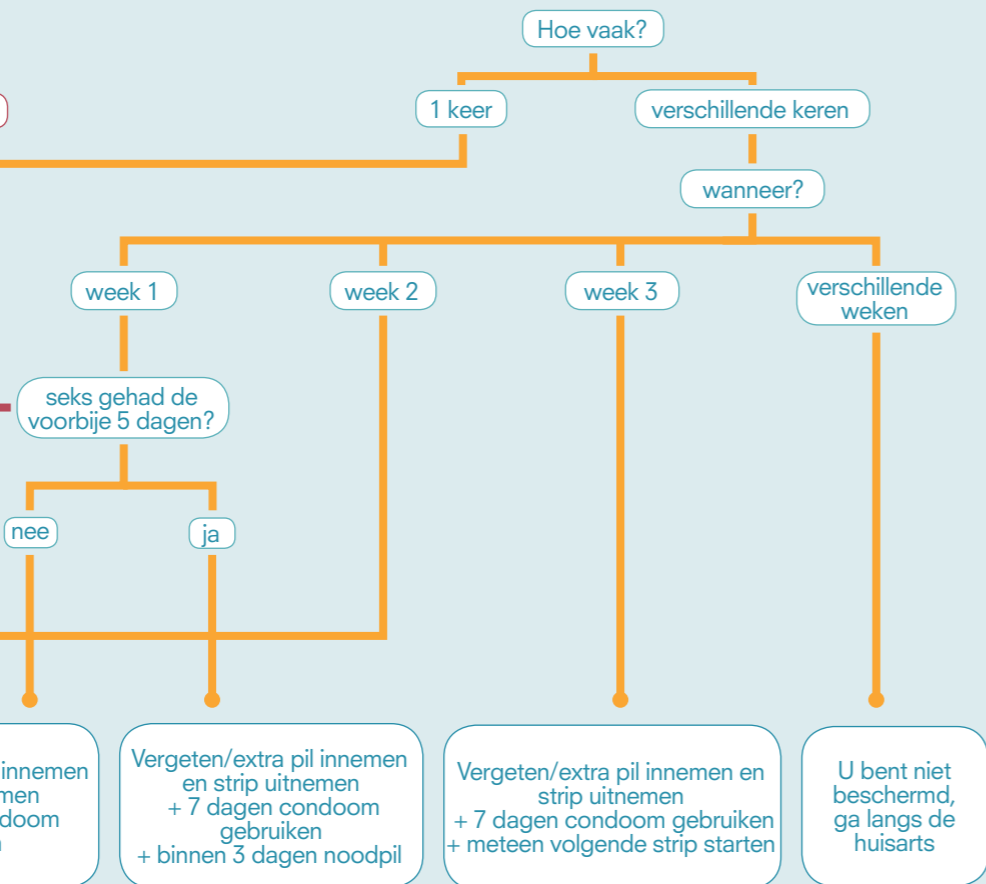 Hoe vaak?
1 keer
verschillende keren
wanneer?
week 1
week 2
week 3
verschillende
weken
seks gehad de
voorbije 5 dagen?
nee
ja
innemen
Vergeten/extra pil innemen
en strip uitnemen
+ 7 dagen condoom
gebruiken
+ binnen 3 dagen noodpil
Vergeten/extra pil innemen en
strip uitnemen
+ 7 dagen condoom gebruiken
+ meteen volgende strip starten
U bent niet
beschermd,
ga langs de
huisarts